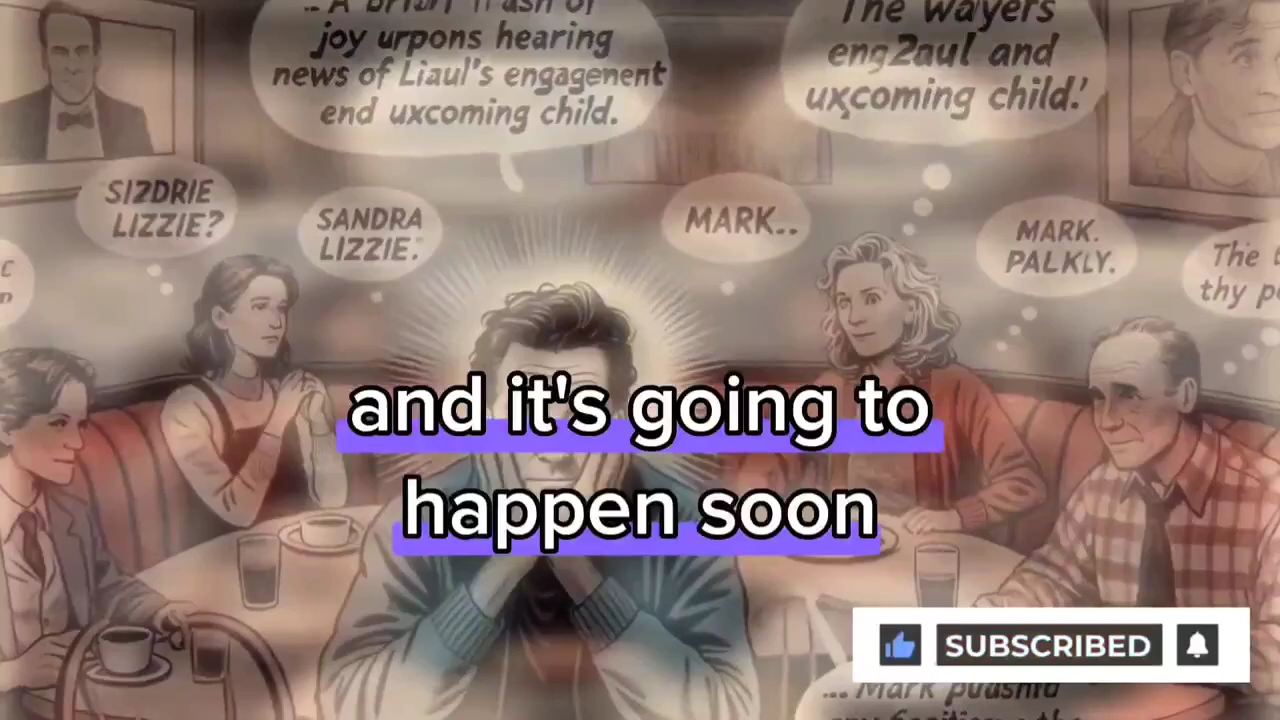 joy urpons hearing
news of Liaul's engagenent
end uxcoming child.
The wayers
eng2aul and
uxcoming child.'
SIZDRIE
LIZZIE?
SANDRA
LIZZIE."
MARK..
MARK.
PALKLY.
The
thy
and it's going to
happen soon
SUBSCRIBED
... Mark